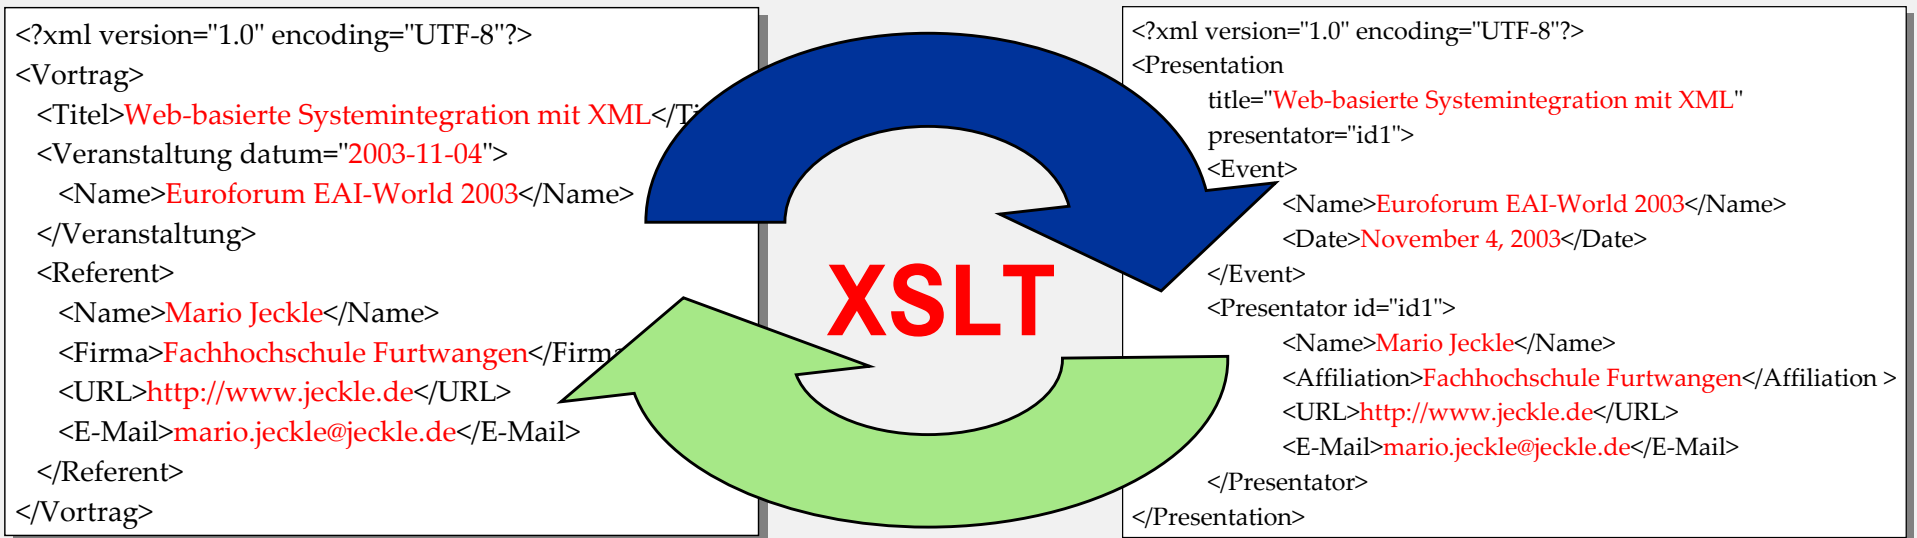 <?xml version="1.0" encoding="UTF-8"?>
<Vortrag>
<Titel>Web-basierte Systemintegration mit XML</Ti
<Veranstaltung datum="2003-11-04">
<Name>Euroforum EAI-World 2003</Name>
</Veranstaltung>
<Referent>
<Name>Mario Jeckle</Name>
<Firma>Fachhochschule Furtwangen</Firma
<URL>http://www.jeckle.de</URL>
<E-Mail>mario.jeckle@jeckle.de</E-Mail>
</Referent>
</Vortrag>
XSLT
<?xml version="1.0" encoding="UTF-8"?>
<Presentation
title="Web-basierte Systemintegration mit XML"
presentator="id1">
<Event>
<Name>Euroforum EAI-World 2003</Name>
<Date>November 4, 2003</Date>
</Event>
<Presentator id="id1">
<Name>Mario Jeckle</Name>
<Affiliation>Fachhochschule Furtwangen</Affiliation >
<URL>http://www.jeckle.de</URL>
<E-Mail>mario.jeckle@jeckle.de</E-Mail>
</Presentator>
</Presentation>